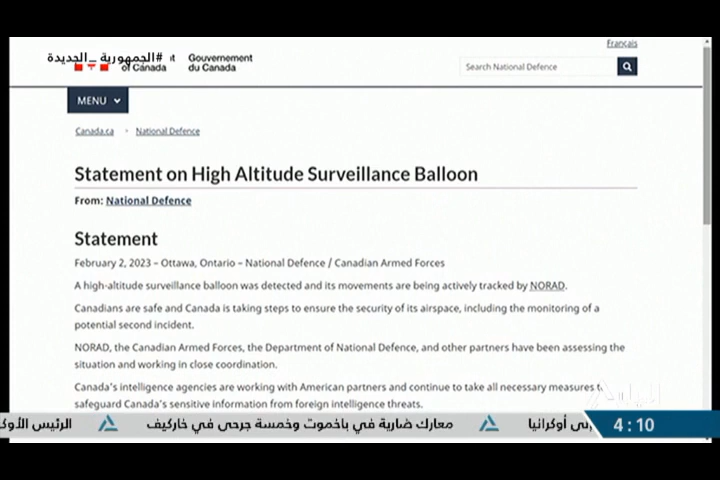 Français
#الجمهورية_الجديدة
of Canada
Gouvernement
du Canada
Search National Defence
MENU
Canada.ca
National Defence
Statement on High Altitude Surveillance Balloon
From: National Defence
Statement
February 2, 2023 – Ottawa, Ontario – National Defence / Canadian Armed Forces
A high-altitude surveillance balloon was detected and its movements are being actively tracked by NORAD.
Canadians are safe and Canada is taking steps to ensure the security of its airspace, including the monitoring of a
potential second incident.
NORAD, the Canadian Armed Forces, the Department of National Defence, and other partners have been assessing the
situation and working in close coordination.
Canada's intelligence agencies are working with American partners and continue to take all necessary measures
safeguard Canada's sensitive information from foreign intelligence threats.
أوكرانيا
معارك ضارية في باخموت وخمسة جرحى في خاركيف
الرئيس
4:10